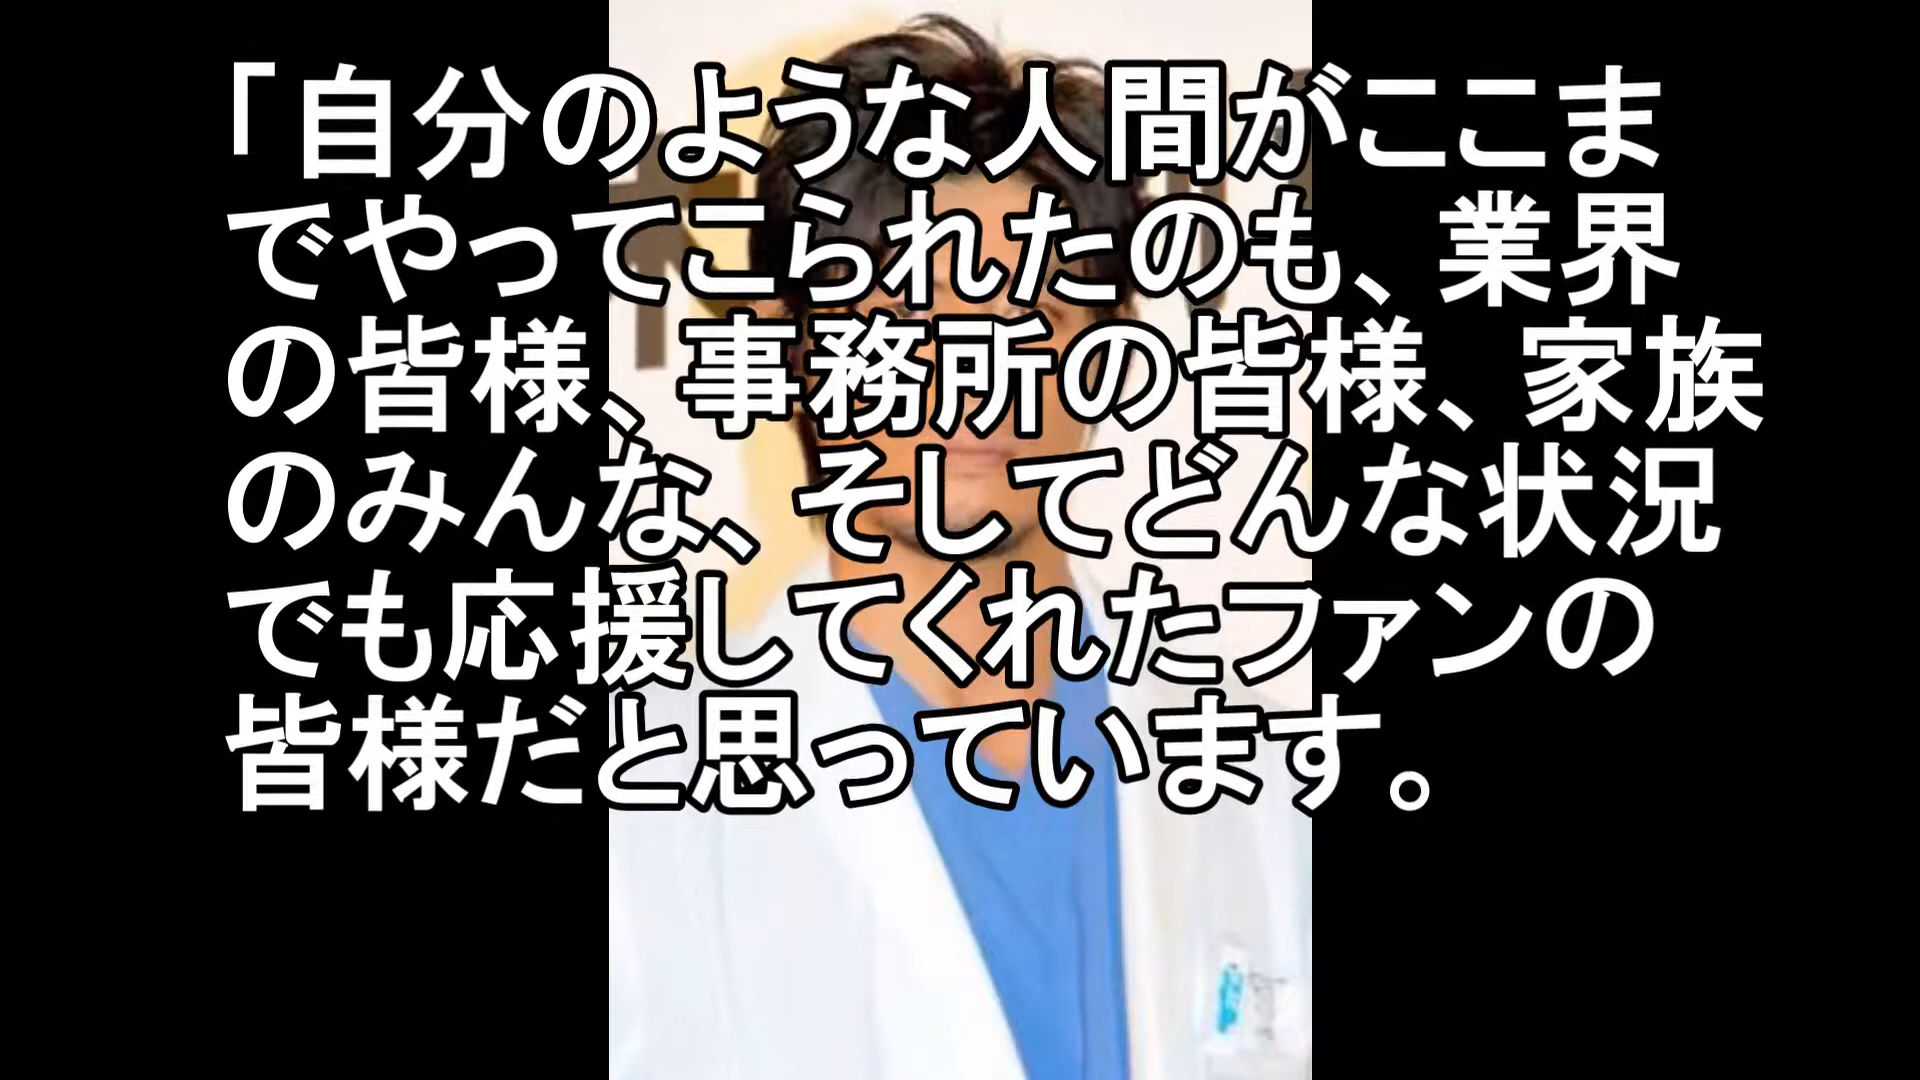 「自分のような人間がここま
でやってこられたのも、業界
の皆様、事務所の皆様、家族
のみんな、そしてどんな状況
でも応援してくれたファンの
皆様だと思っています。